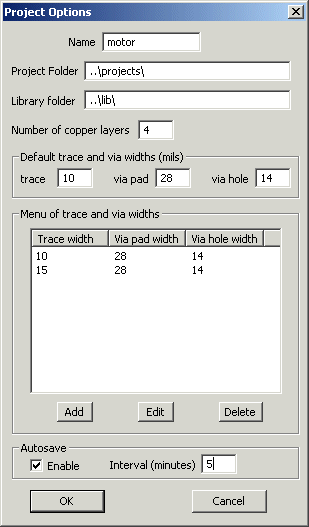 Project Options
Name motor
Project Folder ..\projects\
Library folder ..\lib\
Number of copper layers 4
Default trace and via widths (mils)
trace 10 via pad 28 via hole 14
Menu of trace and via widths
Trace width Via pad width Via hole width
10 28 14
15 28 14
Add Edit Delete
Autosave
Enable Interval (minutes) 5
OK Cancel